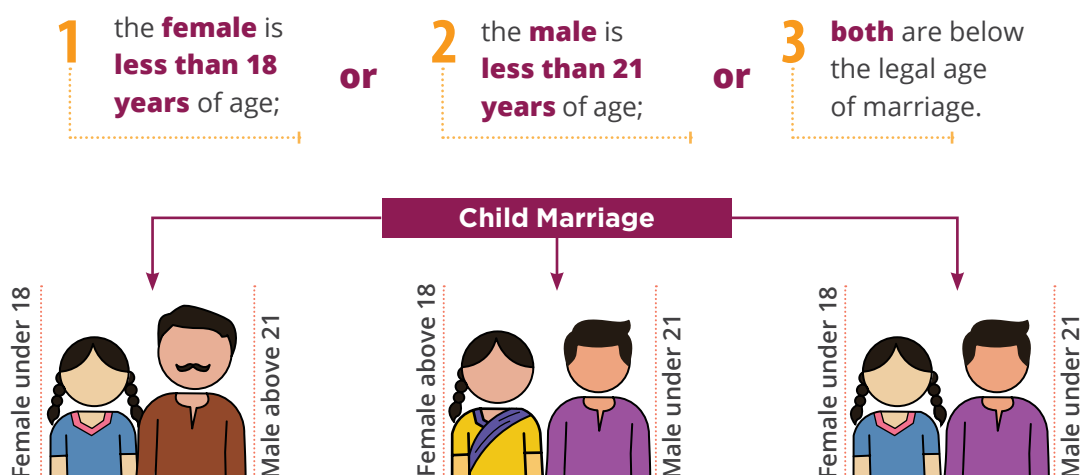 1
the female is
less than 18
years of age;
or
2
the male is
less than 21
years of age;
or
3
both are below
the legal age
of marriage.
Child Marriage
Female under 18
Male above 21
Female above 18
Male under 21
Female under 18
Male under 21